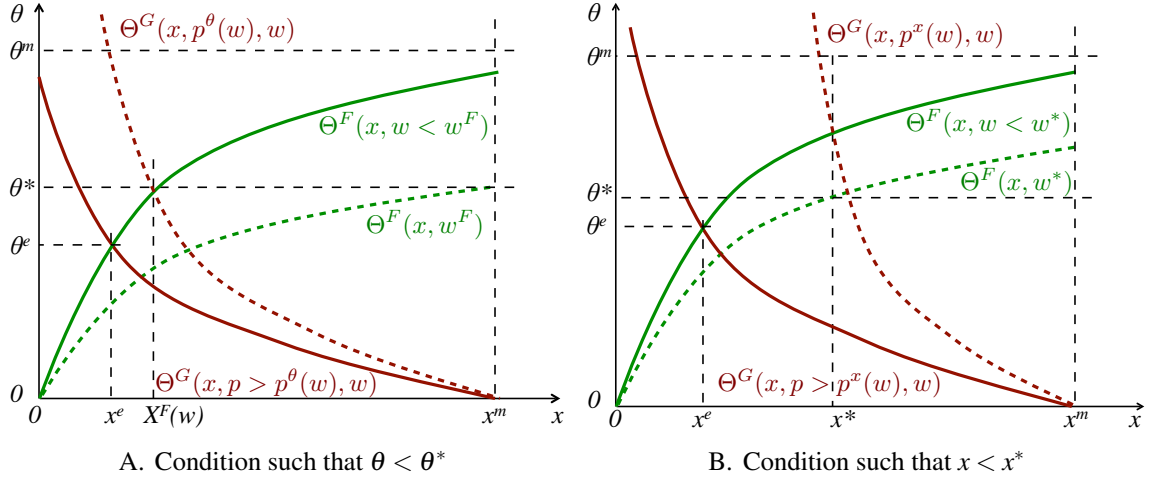 θ
Θ^G(x, p^θ(w), w)
θ^m
Θ^F(x, w < w^F)
θ*
Θ^F(x, w^F)
θ^e
Θ^G(x, p > p^θ(w), w)
0
0 x^e X^F(w) x^m x
A. Condition such that θ < θ*
θ
Θ^G(x, p^x(w), w)
θ^m
Θ^F(x, w < w*)
Θ^F(x, w*)
θ*
θ^e
Θ^G(x, p > p^x(w), w)
0
0 x^e x* x^m x
B. Condition such that x < x*